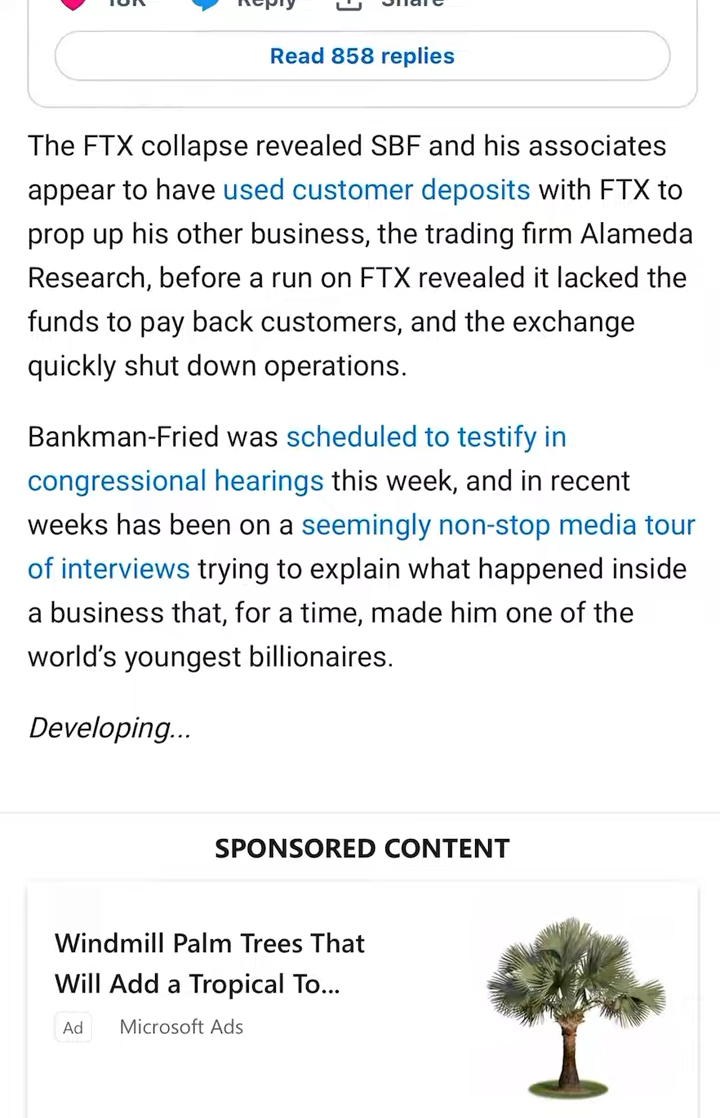 18K Reply Share
Read 858 replies
The FTX collapse revealed SBF and his associates
appear to have used customer deposits with FTX to
prop up his other business, the trading firm Alameda
Research, before a run on FTX revealed it lacked the
funds to pay back customers, and the exchange
quickly shut down operations.
Bankman-Fried was scheduled to testify in
congressional hearings this week, and in recent
weeks has been on a seemingly non-stop media tour
of interviews trying to explain what happened inside
a business that, for a time, made him one of the
world’s youngest billionaires.
Developing...
SPONSORED CONTENT
Windmill Palm Trees That
Will Add a Tropical To...
Ad Microsoft Ads